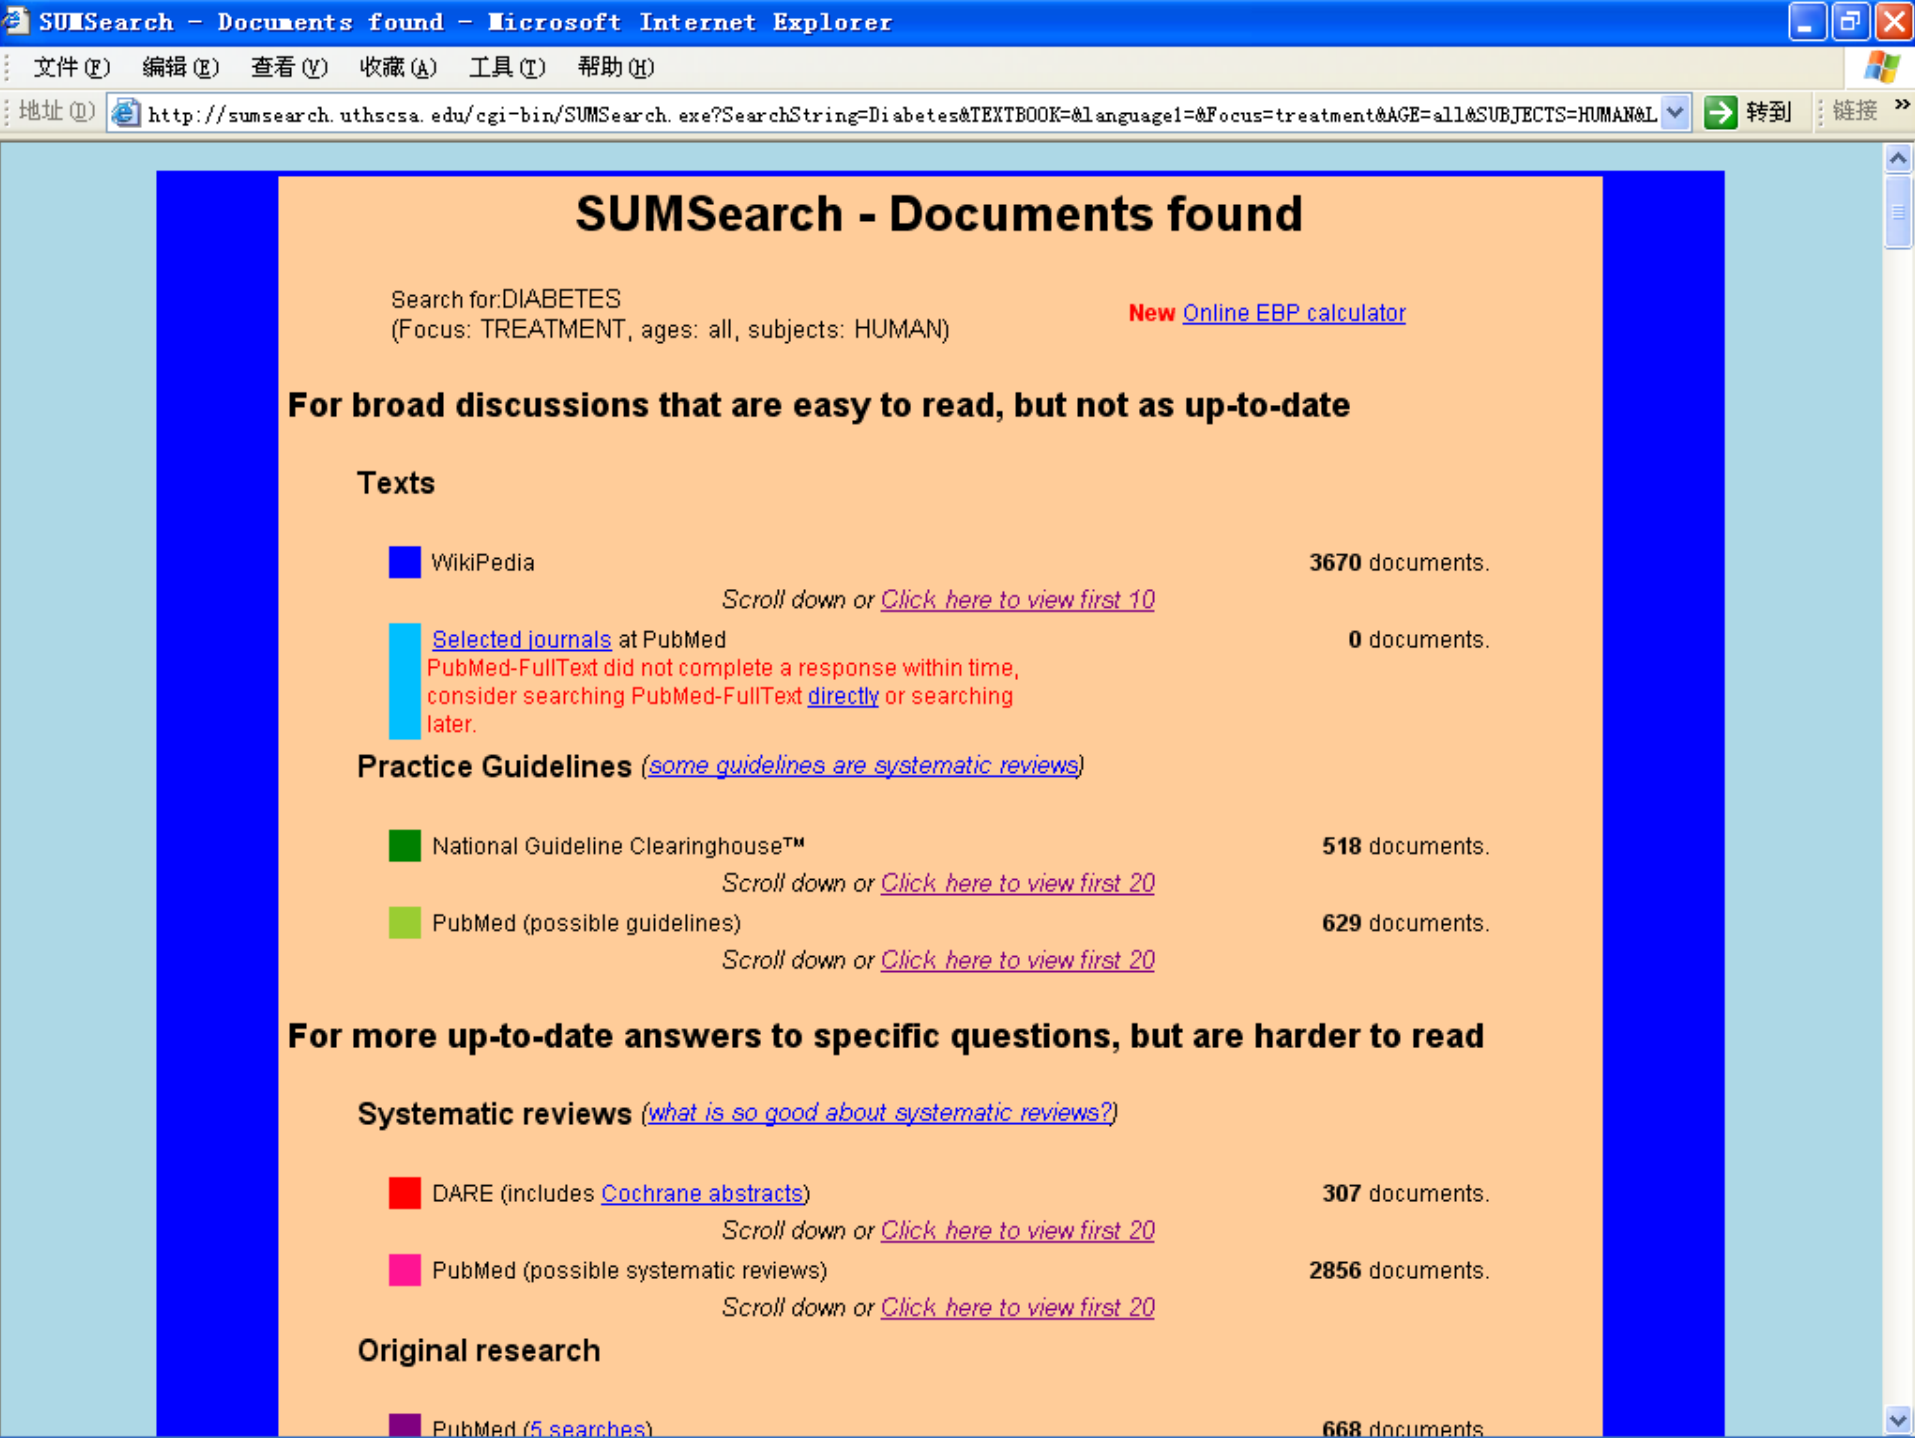 SUMSearch - Documents found - Microsoft Internet Explorer
文件(F) 编辑(E) 查看(V) 收藏(A) 工具(T) 帮助(H)
地址(D) http://sumsearch.uthscsa.edu/cgi-bin/SUMSearch.exe?SearchString=Diabetes&TEXTBOOK=&language1=&Focus=treatment&AGE=all&SUBJECTS=HUMAN&L 转到 链接 »
SUMSearch - Documents found
Search for:DIABETES
(Focus: TREATMENT, ages: all, subjects: HUMAN)
New Online EBP calculator
For broad discussions that are easy to read, but not as up-to-date
Texts
WikiPedia 3670 documents.
Scroll down or Click here to view first 10
Selected journals at PubMed 0 documents.
PubMed-FullText did not complete a response within time,
consider searching PubMed-FullText directly or searching
later.
Practice Guidelines (some guidelines are systematic reviews)
National Guideline Clearinghouse™ 518 documents.
Scroll down or Click here to view first 20
PubMed (possible guidelines) 629 documents.
Scroll down or Click here to view first 20
For more up-to-date answers to specific questions, but are harder to read
Systematic reviews (what is so good about systematic reviews?)
DARE (includes Cochrane abstracts) 307 documents.
Scroll down or Click here to view first 20
PubMed (possible systematic reviews) 2856 documents.
Scroll down or Click here to view first 20
Original research
PubMed (5 searches) 668 documents